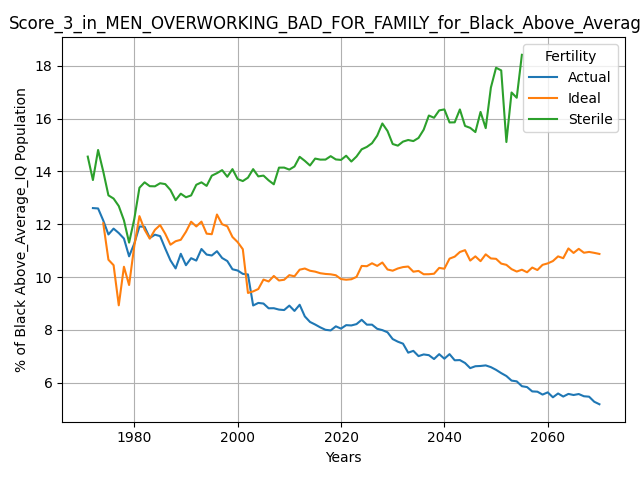 Score_3_in_MEN_OVERWORKING_BAD_FOR_FAMILY_for_Black_Above_Averag
% of Black Above_Average_IQ Population
18
16
14
12
10
8
6
Fertility
Actual
Ideal
Sterile
1980
2000
2020
2040
2060
Years